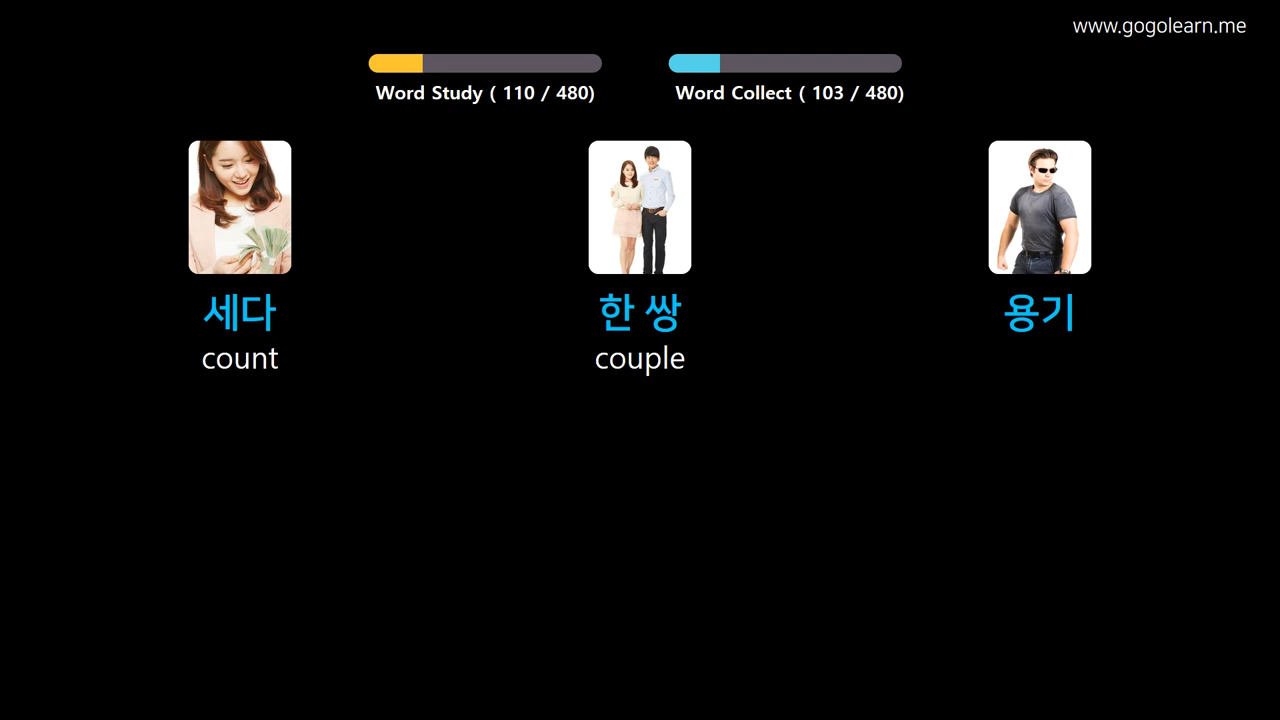 www.gogolearn.me
Word Study ( 110 / 480)
Word Collect ( 103 / 480)
세다
한 쌍
용기
count
couple